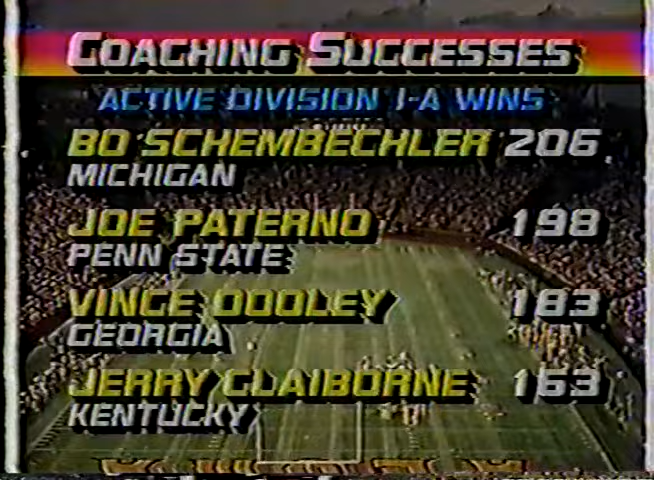 COACHING SUCCESSES
ACTIVE DIVISION I-A WINS
BO SCHEMBECHLER 206
MICHIGAN
JOE PATERNO 198
PENN STATE
VINCE DOOLEY 183
GEORGIA
JERRY CLAIBORNE 163
KENTUCKY